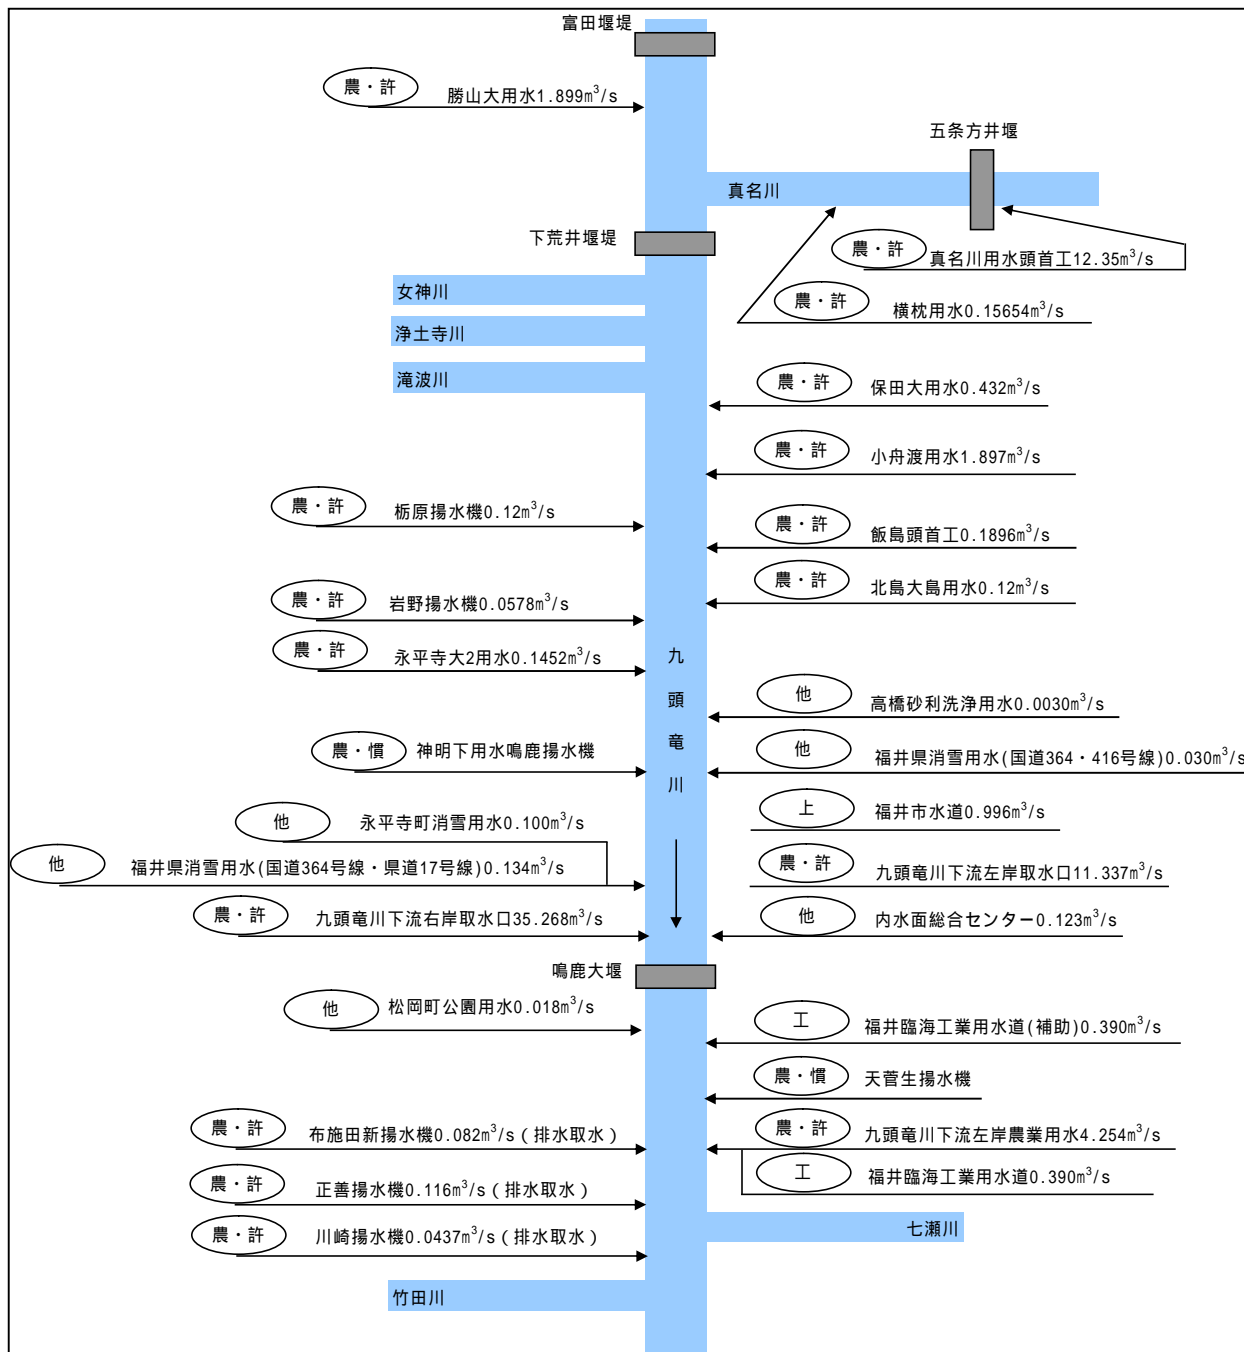 富田堰堤
農・許 勝山大用水1.899m³/s
五条方井堰
真名川
下荒井堰堤
農・許 真名川用水頭首工12.35m³/s
女神川
農・許 横枕用水0.15654m³/s
浄土寺川
滝波川
農・許 保田大用水0.432m³/s
農・許 小舟渡用水1.897m³/s
農・許 栃原揚水機0.12m³/s
農・許 飯島頭首工0.1896m³/s
農・許 北島大島用水0.12m³/s
農・許 岩野揚水機0.0578m³/s
農・許 永平寺大2用水0.1452m³/s
九頭竜川
他 高橋砂利洗浄用水0.0030m³/s
農・慣 神明下用水鳴鹿揚水機
他 福井県消雪用水(国道364・416号線)0.030m³/s
他 永平寺町消雪用水0.100m³/s
上 福井市水道0.996m³/s
他 福井県消雪用水(国道364号線・県道17号線)0.134m³/s
農・許 九頭竜川下流左岸取水口11.337m³/s
農・許 九頭竜川下流右岸取水口35.268m³/s
他 内水面総合センター0.123m³/s
鳴鹿大堰
他 松岡町公園用水0.018m³/s
工 福井臨海工業用水道(補助)0.390m³/s
農・慣 天菅生揚水機
農・許 布施田新揚水機0.082m³/s(排水取水)
農・許 九頭竜川下流左岸農業用水4.254m³/s
工 福井臨海工業用水道0.390m³/s
農・許 正善揚水機0.116m³/s(排水取水)
農・許 川崎揚水機0.0437m³/s(排水取水)
七瀬川
竹田川